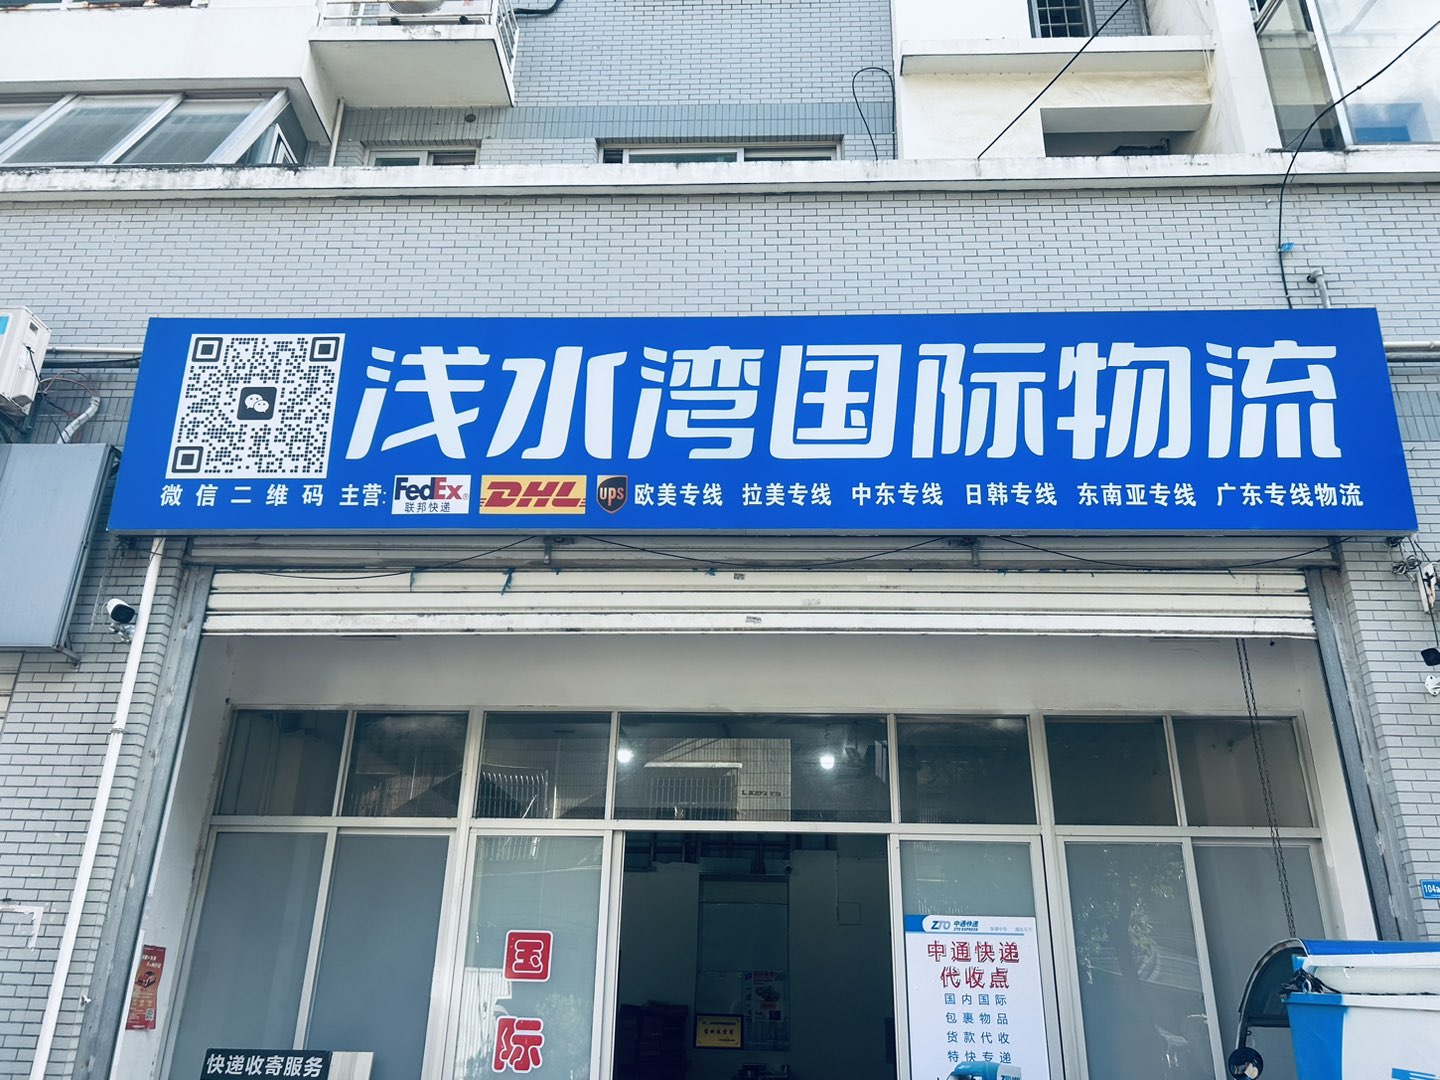 浅水湾国际物流
微信二维码 主营: FedEx 联邦快递 DHL UPS 欧美专线 拉美专线 中东专线 日韩专线 东南亚专线 广东专线物流
国际
快递收寄服务
ZTO 中通快递
ZTO EXPRESS
中通快递
代收点
国内国际
包裹物品
货款代收
特快专递